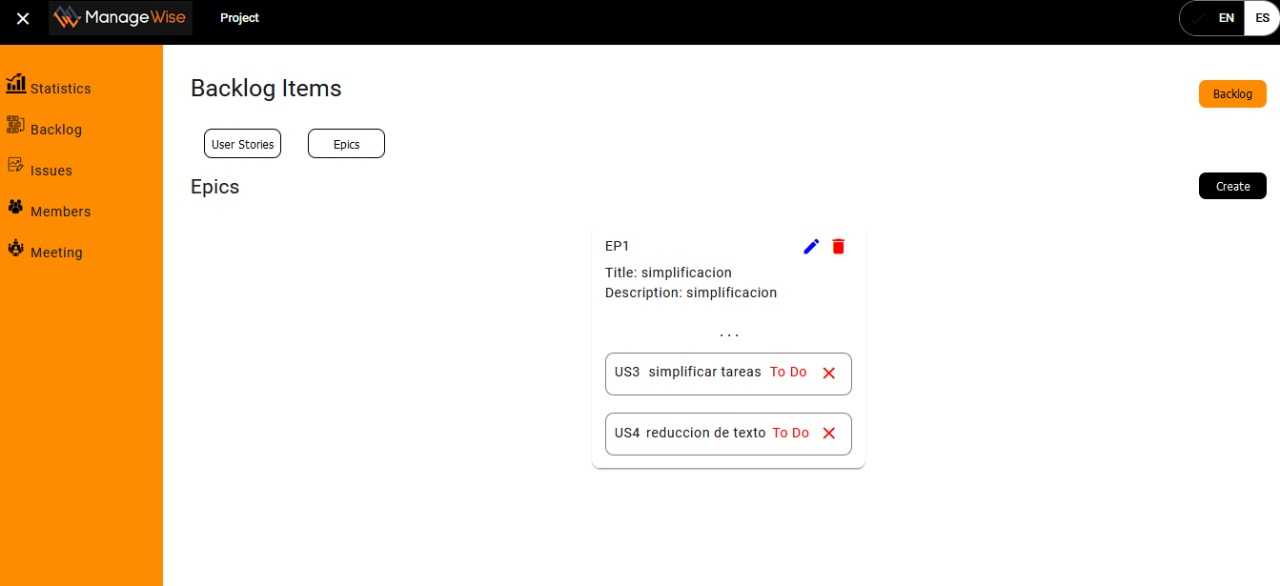 ManageWise Project EN ES
Statistics
Backlog
Issues
Members
Meeting
Backlog Items
Backlog
User Stories Epics
Epics
Create
EP1
Title: simplificacion
Description: simplificacion
...
US3 simplificar tareas To Do
US4 reduccion de texto To Do